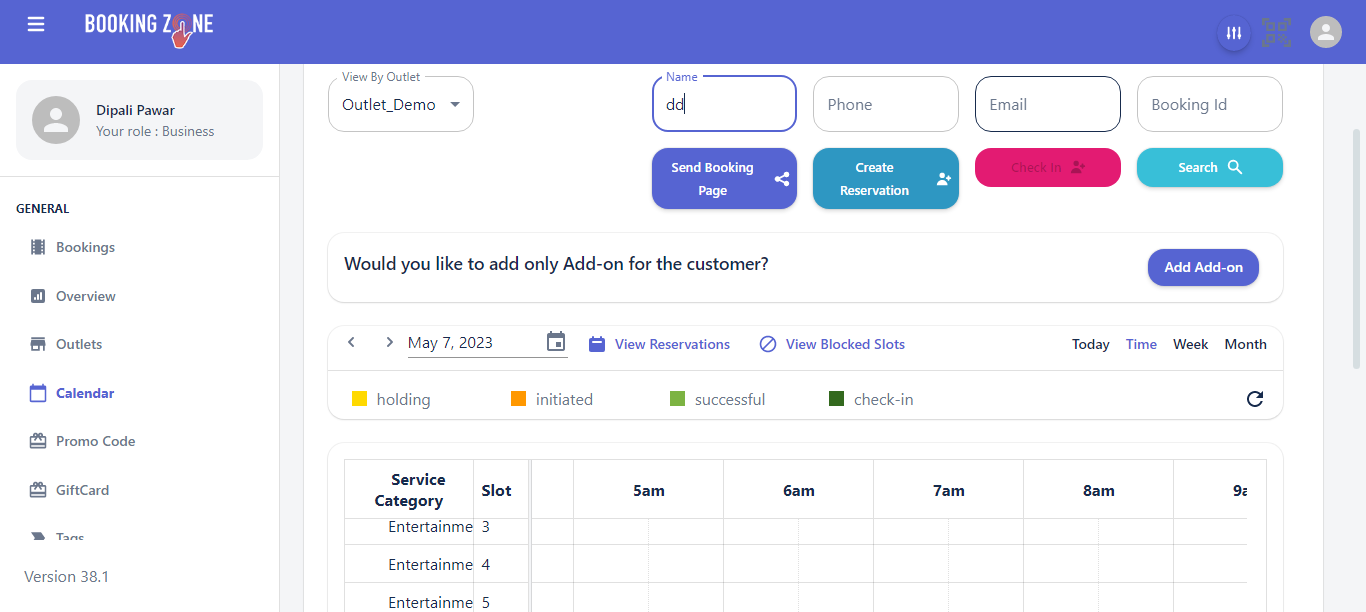 BOOKING ZONE
Dipali Pawar
Your role : Business
GENERAL
Bookings
Overview
Outlets
Calendar
Promo Code
GiftCard
Tags
Version 38.1
View By Outlet
Outlet_Demo
Name
dd
Phone
Email
Booking Id
Send Booking
Page
Create
Reservation
Check In
Search
Would you like to add only Add-on for the customer?
Add Add-on
May 7, 2023
View Reservations
View Blocked Slots
Today
Time
Week
Month
holding
initiated
successful
check-in
Service
Category
Slot
5am
6am
7am
8am
Entertainme 3
Entertainme 4
Entertainme 5